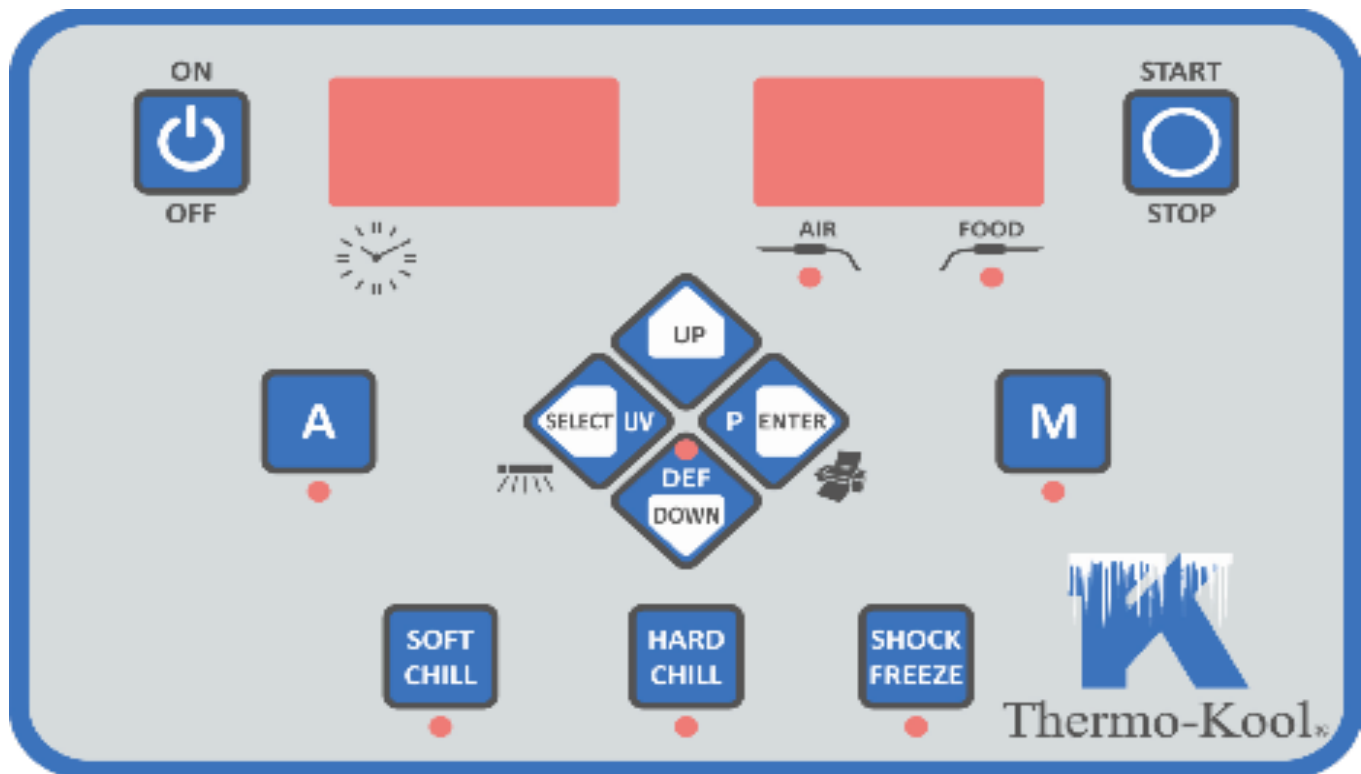 ON
OFF
START
STOP
AIR
FOOD
UP
SELECT UV
P ENTER
DEF
DOWN
A
M
SOFT
CHILL
HARD
CHILL
SHOCK
FREEZE
Thermo-Kool®